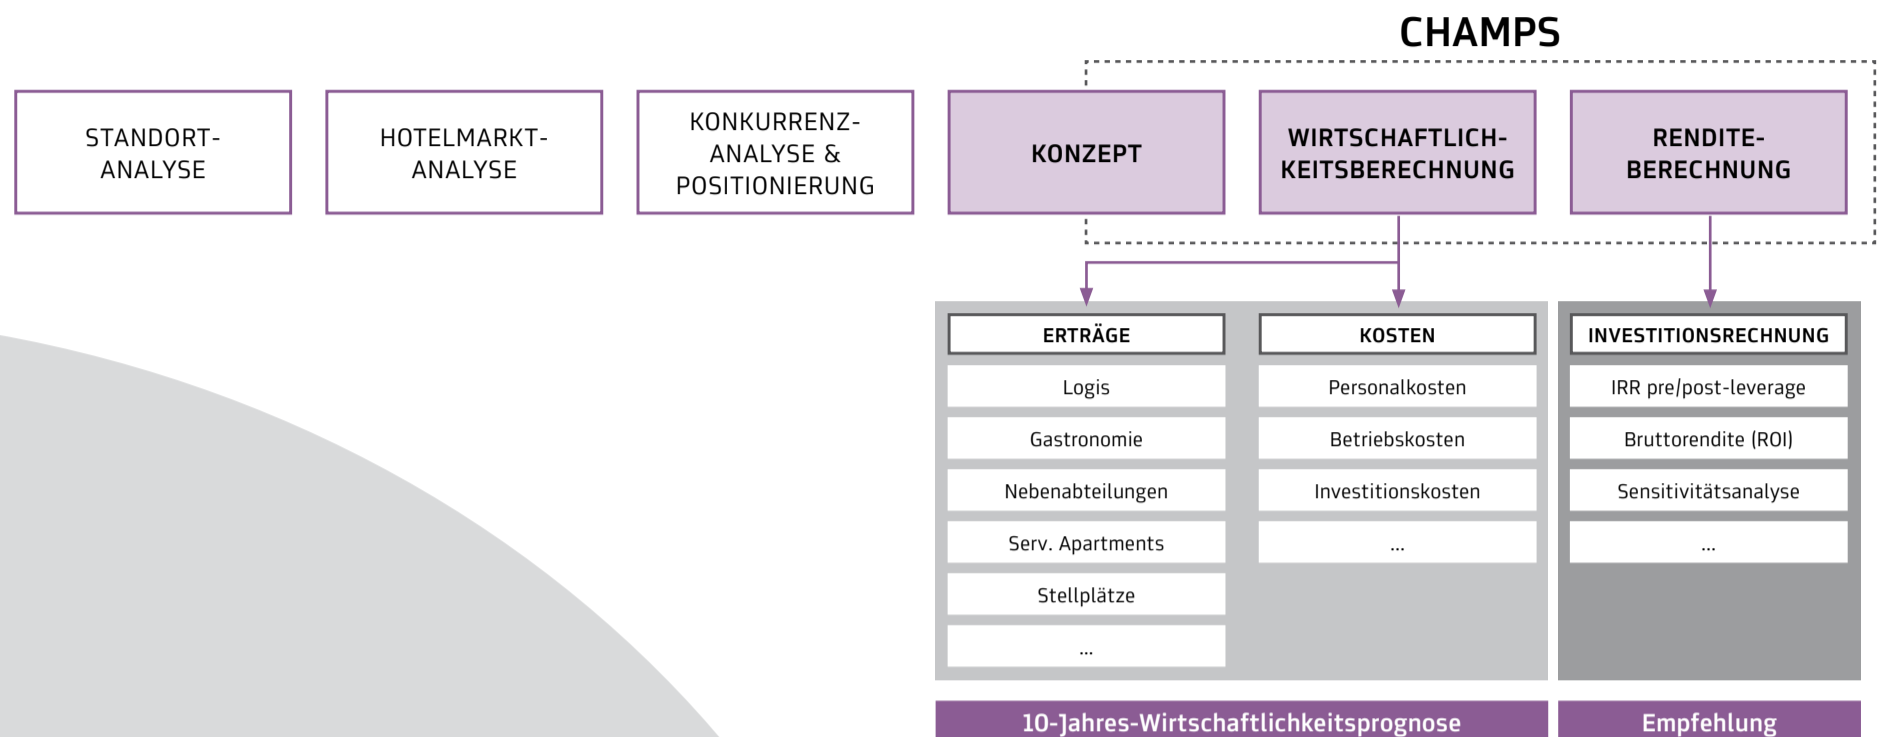 CHAMPS
STANDORT-
ANALYSE
HOTELMARKT-
ANALYSE
KONKURRENZ-
ANALYSE &
POSITIONIERUNG
KONZEPT
WIRTSCHAFTLICH-
KEITSBERECHNUNG
RENDITE-
BERECHNUNG
ERTRÄGE
Logis
Gastronomie
Nebenabteilungen
Serv. Apartments
Stellplätze
...
KOSTEN
Personalkosten
Betriebskosten
Investitionskosten
...
INVESTITIONSRECHNUNG
IRR pre/post-leverage
Bruttorendite (ROI)
Sensitivitätsanalyse
...
10-Jahres-Wirtschaftlichkeitsprognose
Empfehlung